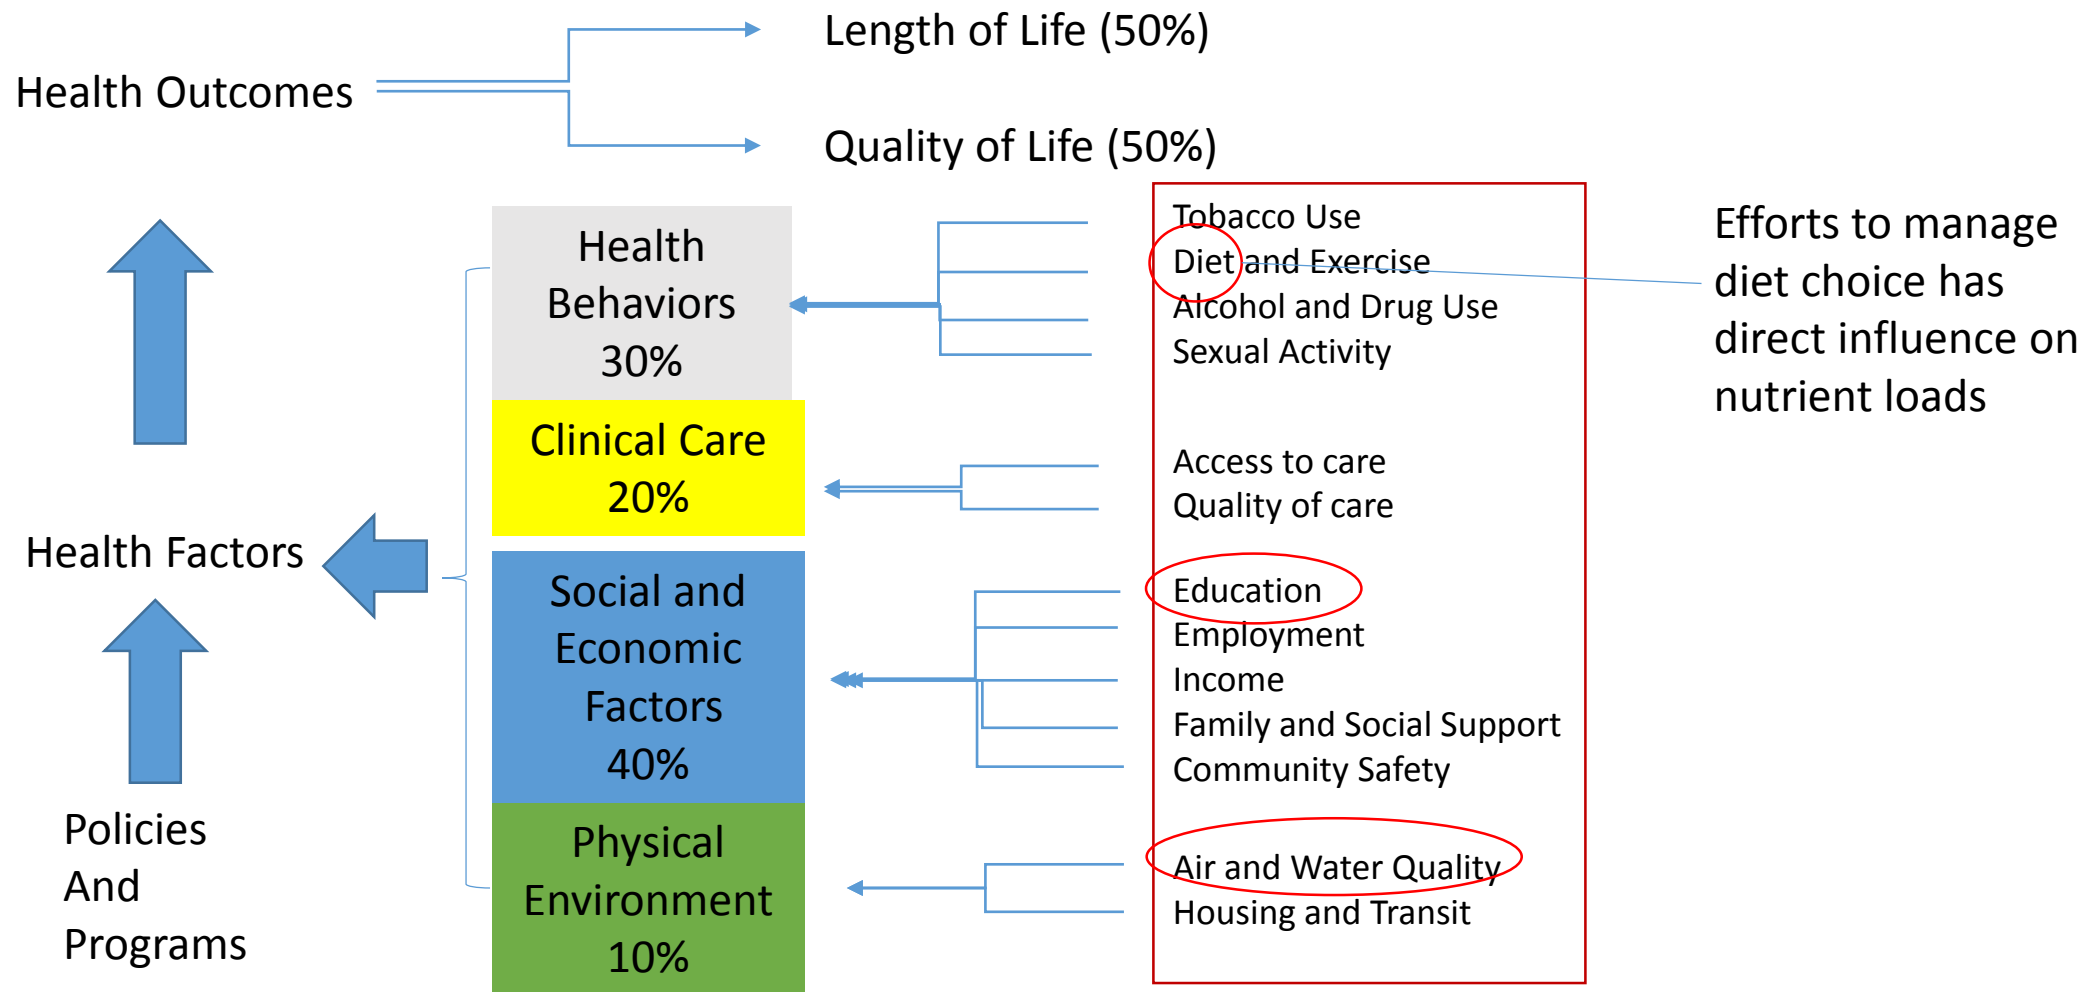 Length of Life (50%)
Health Outcomes
Quality of Life (50%)
Health
Behaviors
30%
Clinical Care
20%
Social and
Economic
Factors
40%
Physical
Environment
10%
Tobacco Use
Diet and Exercise
Alcohol and Drug Use
Sexual Activity
Access to care
Quality of care
Education
Employment
Income
Family and Social Support
Community Safety
Air and Water Quality
Housing and Transit
Efforts to manage
diet choice has
direct influence on
nutrient loads
Health Factors
Policies
And
Programs